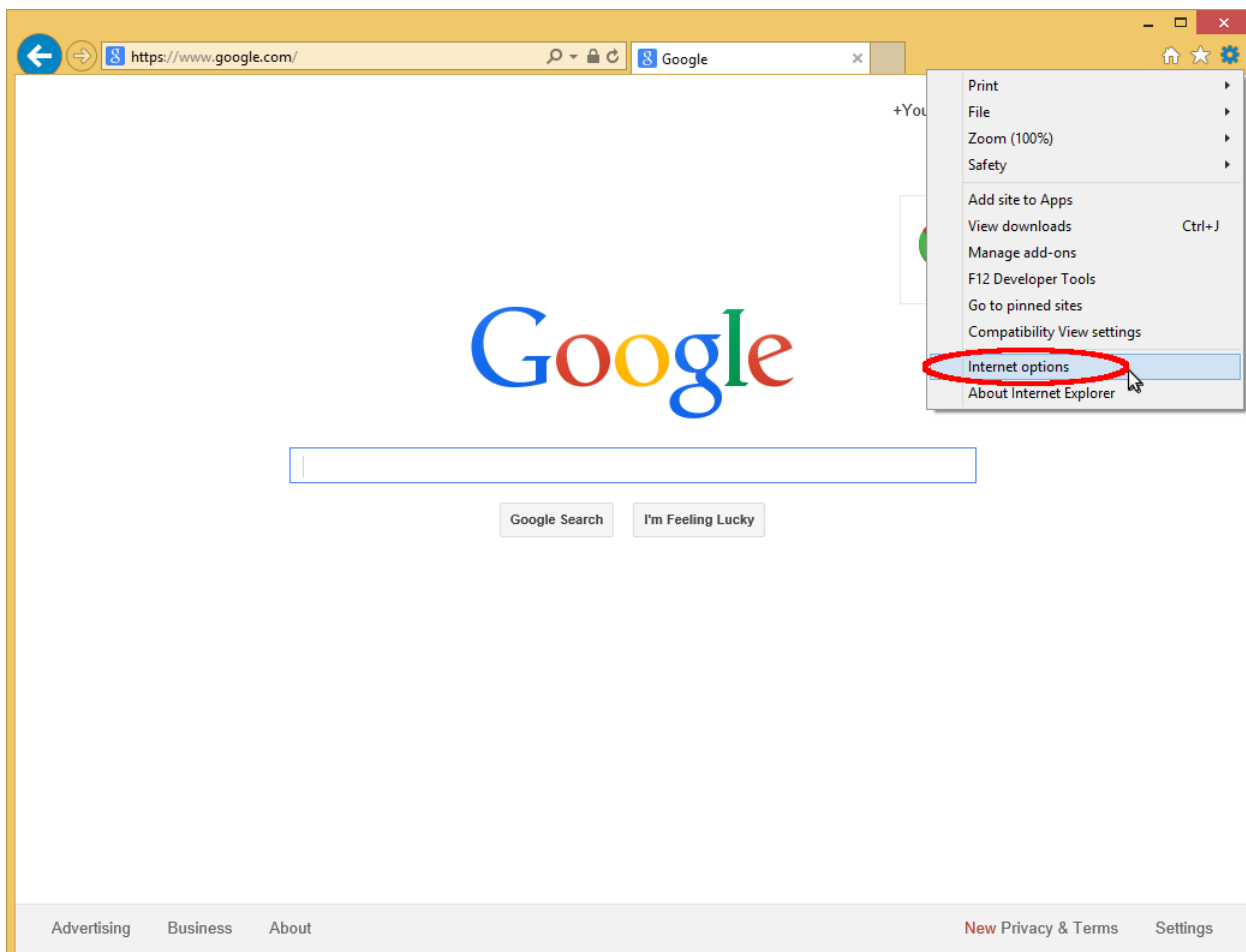 https://www.google.com/
Google
+You
Print
File
Zoom (100%)
Safety
Add site to Apps
View downloads Ctrl+J
Manage add-ons
F12 Developer Tools
Go to pinned sites
Compatibility View settings
Internet options
About Internet Explorer
Google
Google Search I'm Feeling Lucky
Advertising Business About New Privacy & Terms Settings